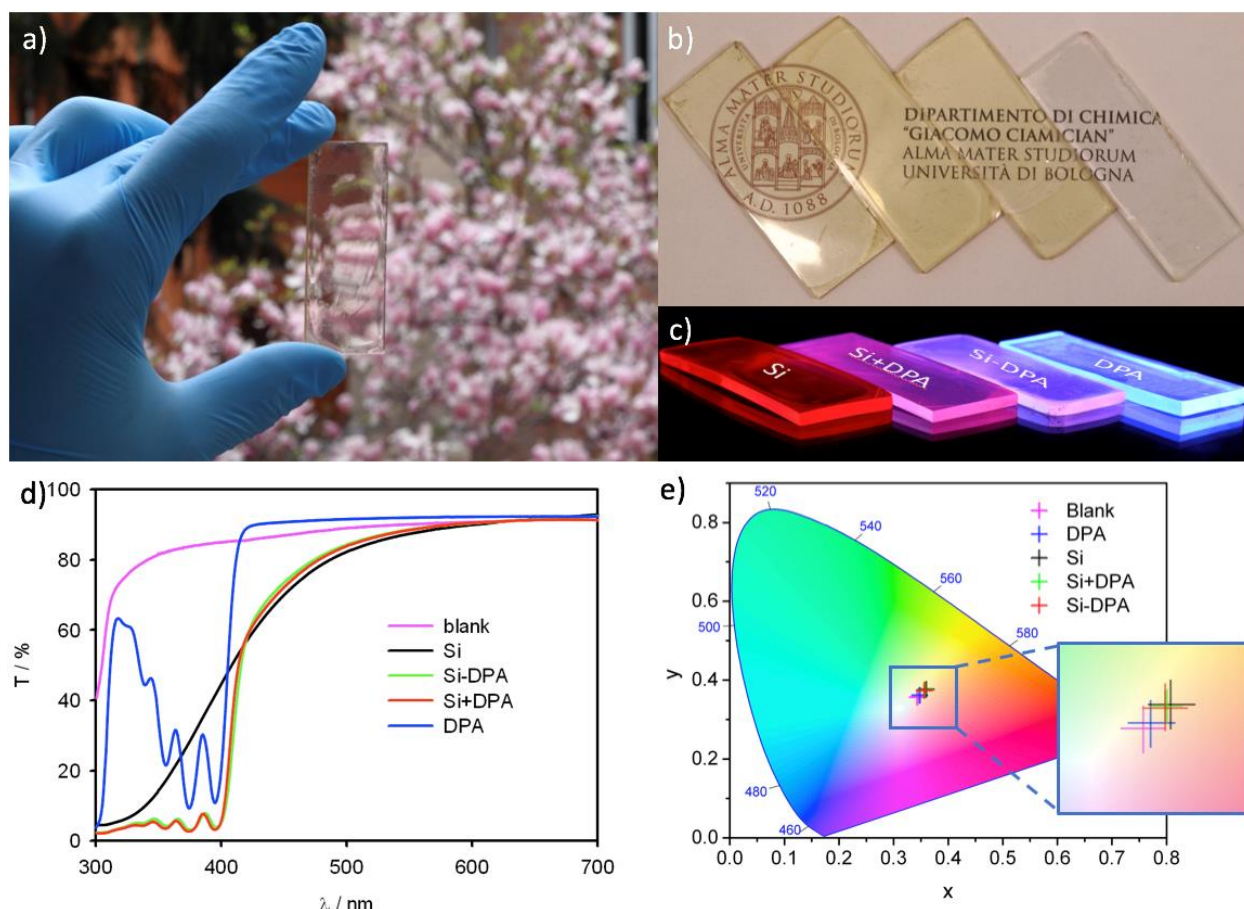 a)
b)
ALMA MATER STUDIORU
UNIVERSITÀ DI BOLOGNA
A.D. 1088
DIPARTIMENTO DI CHIMICA
"GIACOMO CIAMICIAN"
ALMA MATER STUDIORUM
UNIVERSITÀ DI BOLOGNA
c)
Si
Si+DPA
Si-DPA
DPA
d)
T / %
100
80
60
40
20
0
blank
Si
Si-DPA
Si+DPA
DPA
300
400
500
600
700
λ / nm
e)
y
0.8
0.6
0.4
0.2
0.0
520
540
560
580
500
480
460
Blank
DPA
Si
Si+DPA
Si-DPA
0.0
0.1
0.2
0.3
0.4
0.5
0.6
0.7
0.8
x